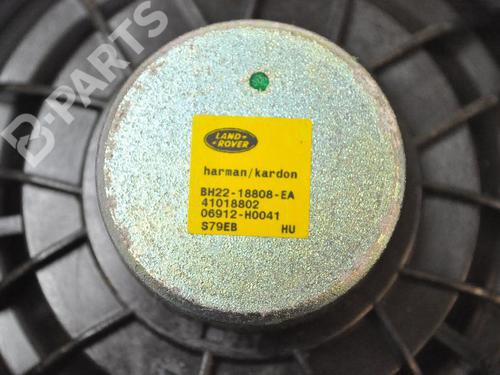 B-PARTS
LAND-
-ROVER
harman/kardon
BH22-18808-EA
41018802
06912-H0041
S79EB HU